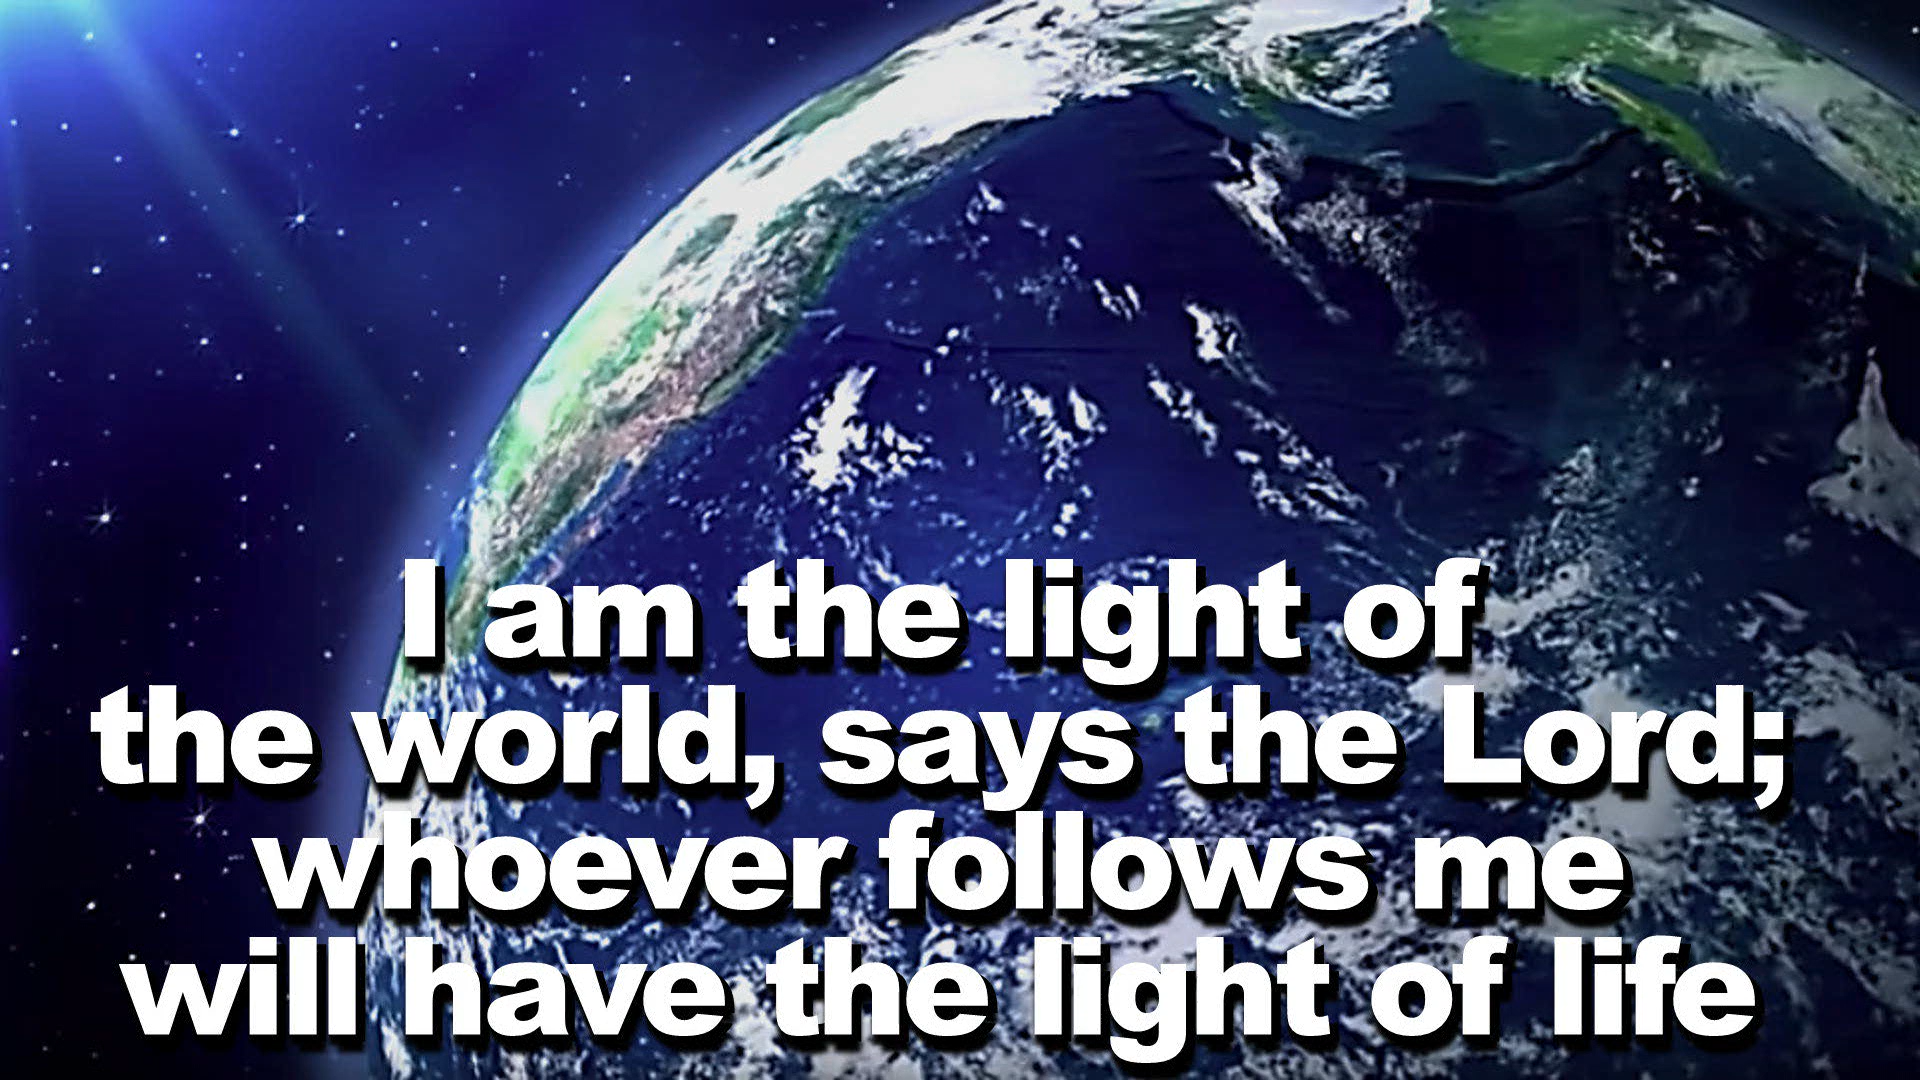 I am the light of
the world, says the Lord;
whoever follows me
will have the light of life